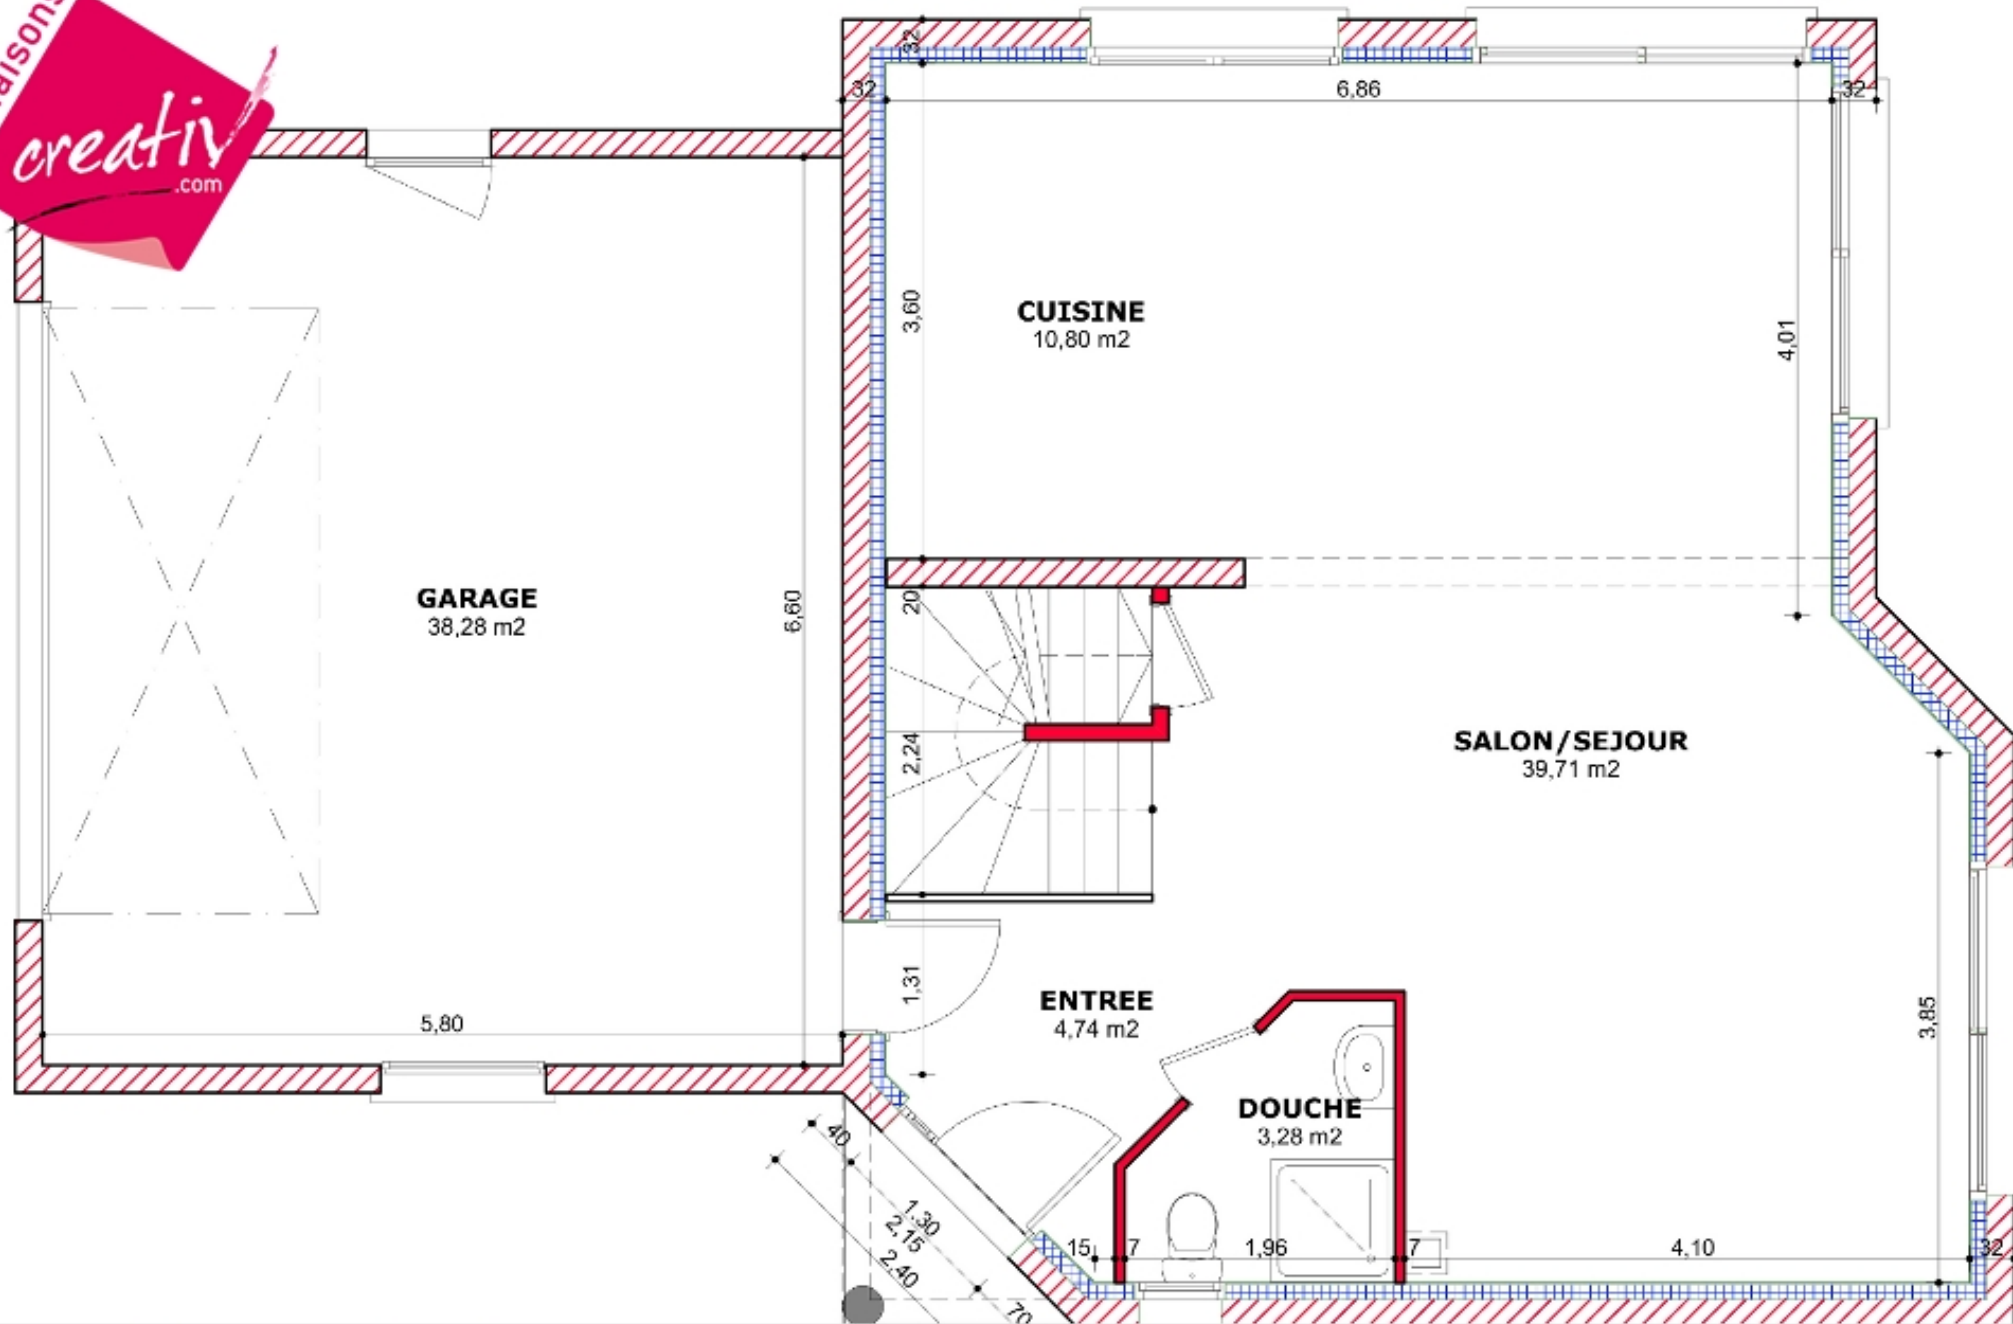 aisons
creativ
.com
32
32
6,86
32
3,60
CUISINE
10,80 m2
4,01
GARAGE
38,28 m2
6,60
20
2,24
SALON/SEJOUR
39,71 m2
1,31
ENTREE
4,74 m2
5,80
3,85
DOUCHE
3,28 m2
40
1.30
2,15
2,40
70
15
7
1,96
7
4,10
32